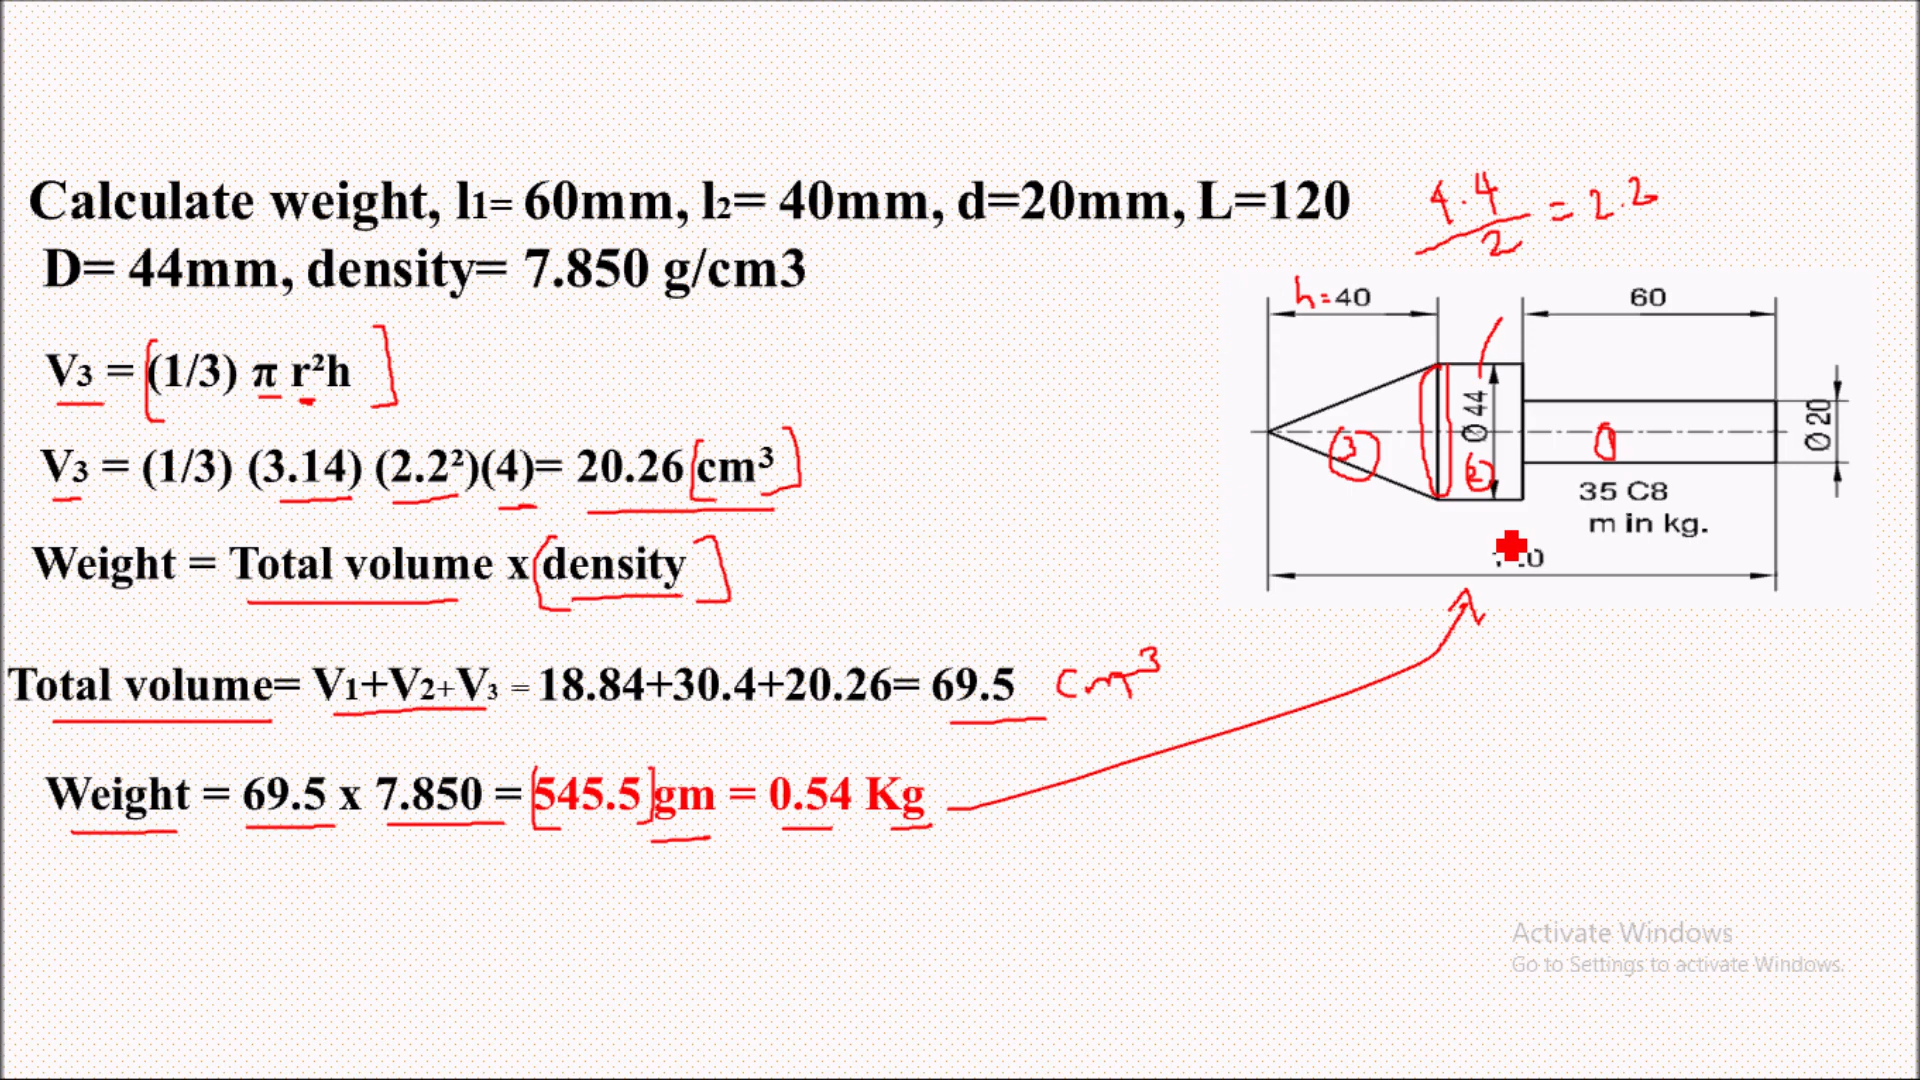 Calculate weight, l1= 60mm, l2= 40mm, d=20mm, L=120
D= 44mm, density= 7.850 g/cm3
4.4/2 = 2.2
V3 = (1/3) π r²h
V3 = (1/3) (3.14) (2.2²)(4)= 20.26 cm³
Weight = Total volume x density
Total volume= V1+V2+V3 = 18.84+30.4+20.26= 69.5 cm³
Weight = 69.5 x 7.850 = 545.5 gm = 0.54 Kg
h=40
60
Ø 44
Ø 20
3
2
35 C8
m in kg.
Activate Windows
Go to Settings to activate Windows.